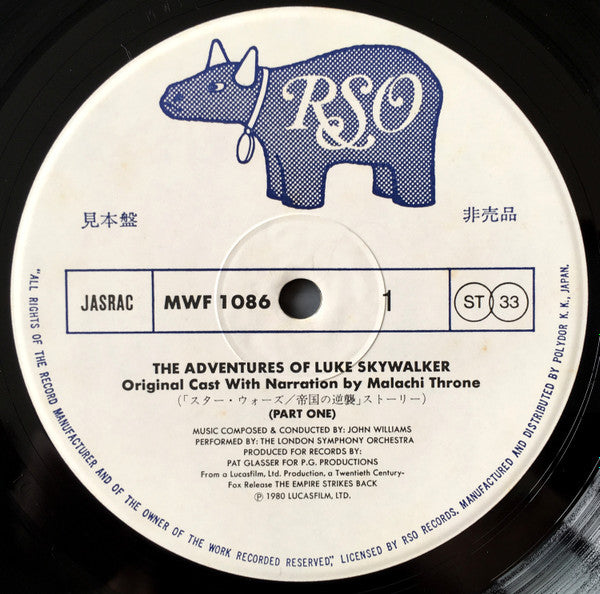 RSO
見本盤
非売品
JASRAC
MWF 1086
1
ST 33
THE ADVENTURES OF LUKE SKYWALKER
Original Cast With Narration by Malachi Throne
(「スター・ウォーズ/帝国の逆襲」ストーリー)
(PART ONE)
MUSIC COMPOSED & CONDUCTED BY: JOHN WILLIAMS
PERFORMED BY: THE LONDON SYMPHONY ORCHESTRA
PRODUCED FOR RECORDS BY:
PAT GLASSER FOR P.G. PRODUCTIONS
From a Lucasfilm, Ltd. Production, a Twentieth Century-
Fox Release THE EMPIRE STRIKES BACK
Ⓟ 1980 LUCASFILM, LTD.
"ALL RIGHTS OF THE RECORD MANUFACTURER AND OF THE OWNER OF THE WORK RECORDED RESERVED," LICENSED BY RSO RECORDS. MANUFACTURED AND DISTRIBUTED BY POLYDOR K. K., JAPAN.